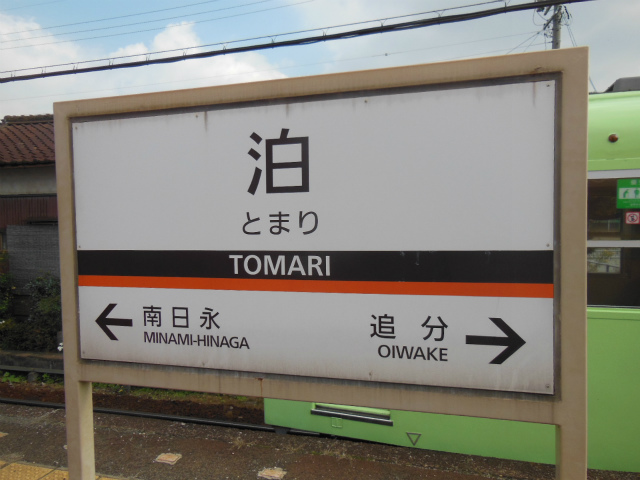 泊
とまり
TOMARI
← 南日永
MINAMI-HINAGA
追分 →
OIWAKE